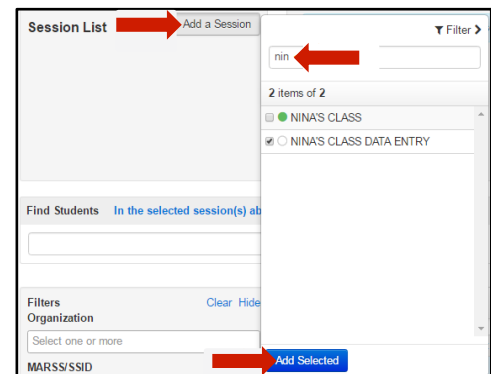 Session List
Add a Session
Filter
nin
2 items of 2
NINA'S CLASS
NINA'S CLASS DATA ENTRY
Find Students In the selected session(s) ab
Filters Clear Hide
Organization
Select one or more
MARSS/SSID
Add Selected